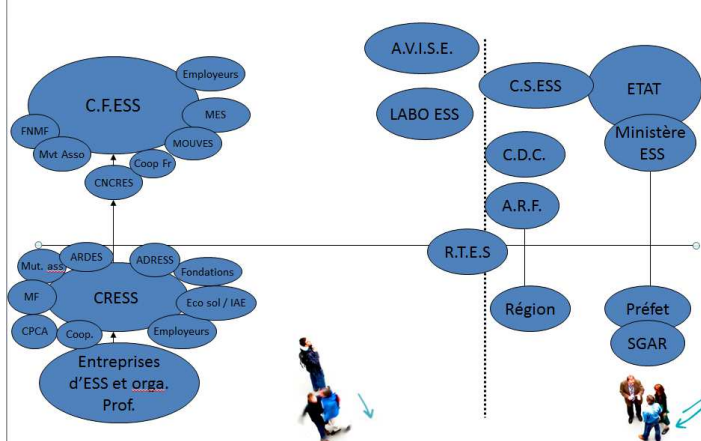 A.V.I.S.E.
Employeurs
C.F.ESS
C.S.ESS
ETAT
MES
LABO ESS
FNMF
Ministère
ESS
MOUVES
Mvt Asso
Coop Fr
C.D.C.
CNCRES
A.R.F.
R.T.E.S
ARDES
ADRESS
Mut. ass
Fondations
MF
CRESS
Eco sol / IAE
Région
Préfet
CPCA
Coop.
Employeurs
SGAR
Entreprises
d'ESS et orga.
Prof.